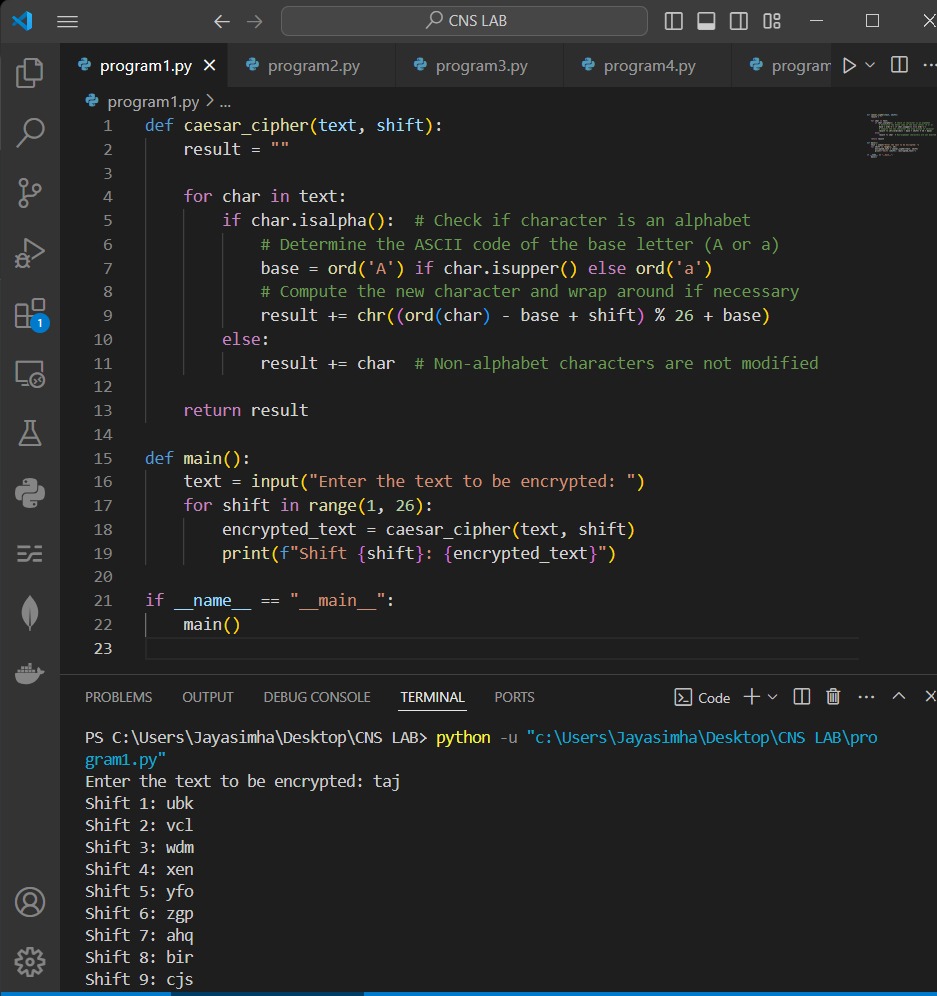 CNS LAB
program1.py
program2.py
program3.py
program4.py
program
program1.py > ...
1 def caesar_cipher(text, shift):
2     result = ""
3
4     for char in text:
5         if char.isalpha():  # Check if character is an alphabet
6             # Determine the ASCII code of the base letter (A or a)
7             base = ord('A') if char.isupper() else ord('a')
8             # Compute the new character and wrap around if necessary
9             result += chr((ord(char) - base + shift) % 26 + base)
10         else:
11             result += char  # Non-alphabet characters are not modified
12
13     return result
14
15 def main():
16     text = input("Enter the text to be encrypted: ")
17     for shift in range(1, 26):
18         encrypted_text = caesar_cipher(text, shift)
19         print(f"Shift {shift}: {encrypted_text}")
20
21 if __name__ == "__main__":
22     main()
23
1
PROBLEMS OUTPUT DEBUG CONSOLE TERMINAL PORTS Code
PS C:\Users\Jayasimha\Desktop\CNS LAB> python -u "c:\Users\Jayasimha\Desktop\CNS LAB\pro
gram1.py"
Enter the text to be encrypted: taj
Shift 1: ubk
Shift 2: vcl
Shift 3: wdm
Shift 4: xen
Shift 5: yfo
Shift 6: zgp
Shift 7: ahq
Shift 8: bir
Shift 9: cjs